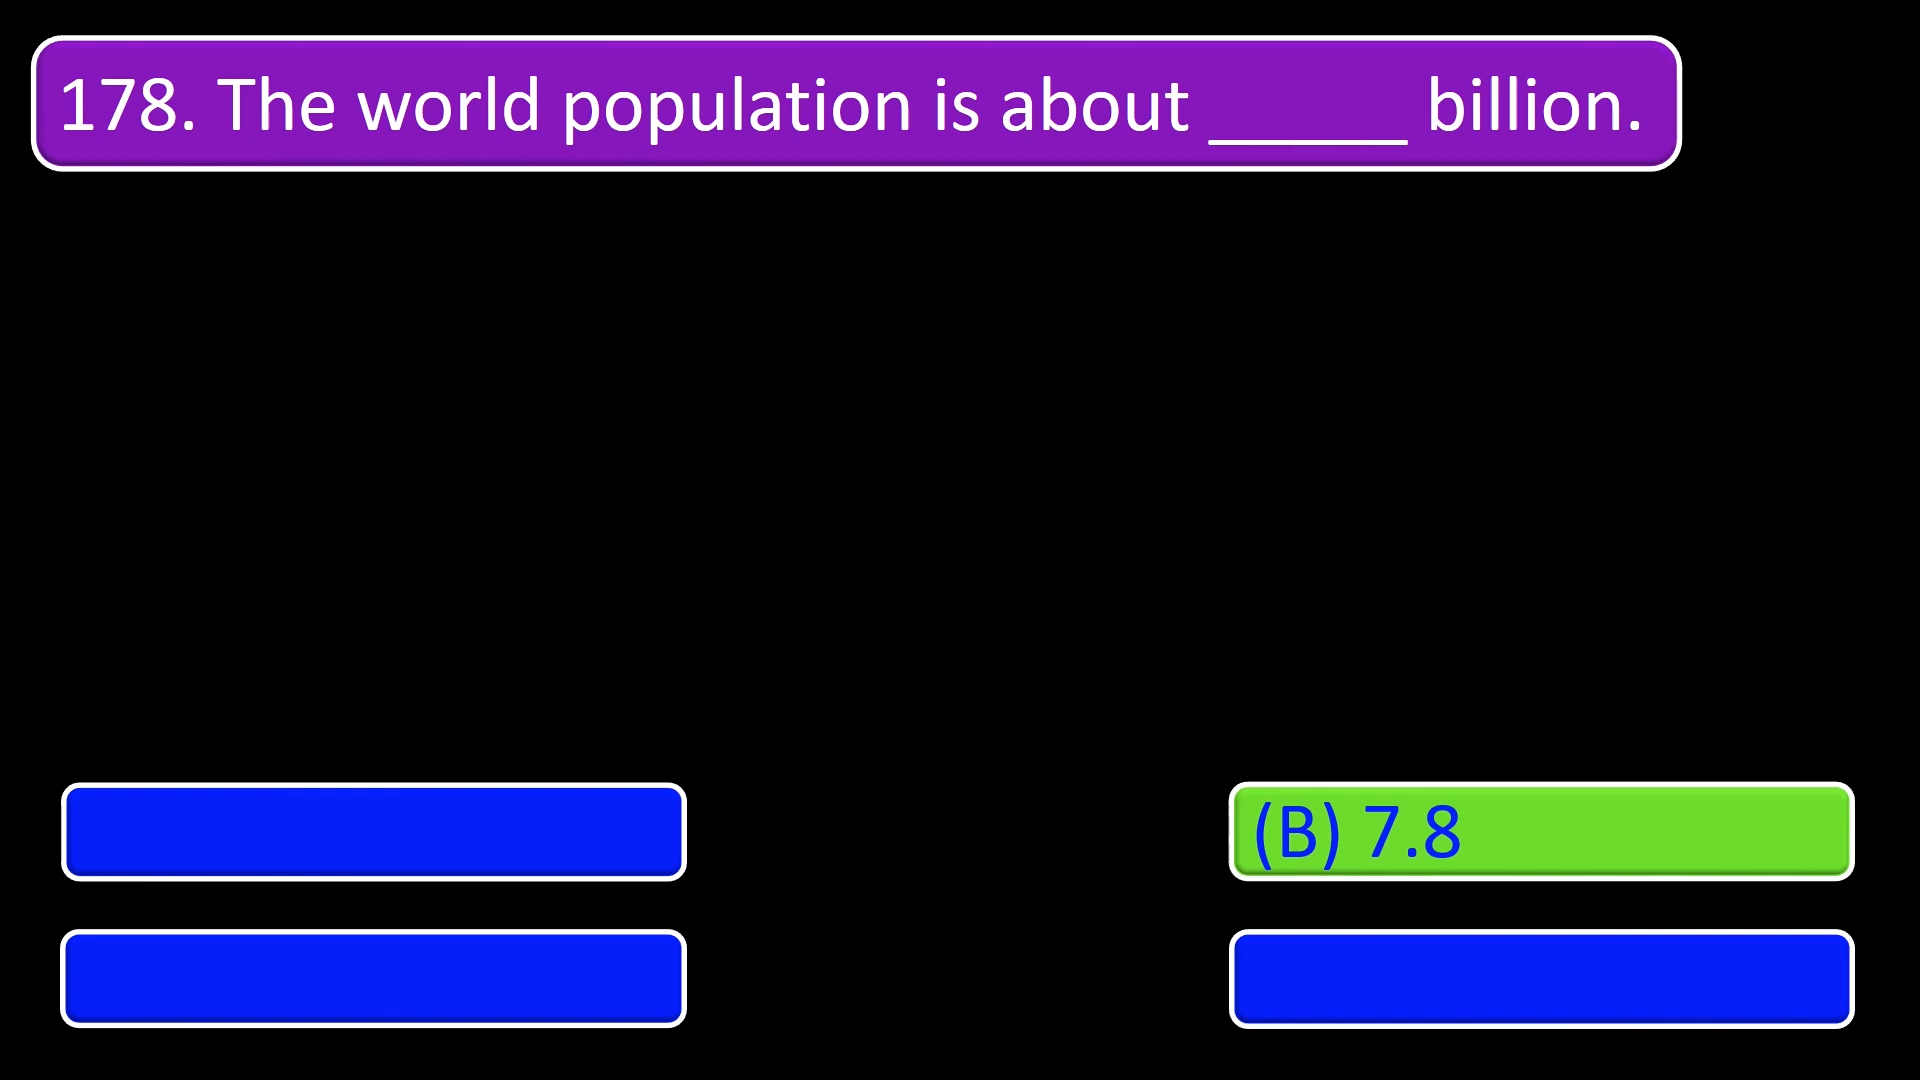 178. The world population is about ______ billion.
(B) 7.8